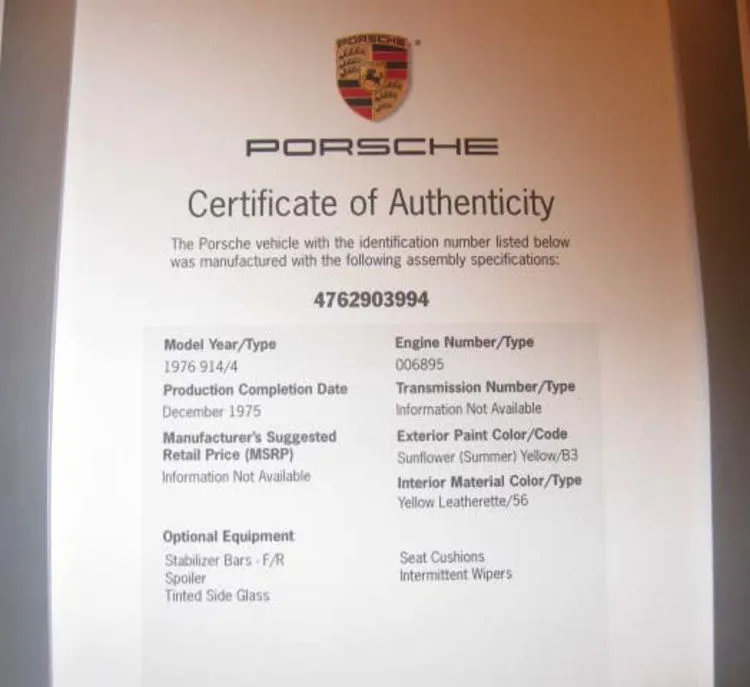 PORSCHE
PORSCHE
Certificate of Authenticity
The Porsche vehicle with the identification number listed below
was manufactured with the following assembly specifications:
4762903994
Model Year/Type
1976 914/4
Production Completion Date
December 1975
Manufacturer's Suggested
Retail Price (MSRP)
Information Not Available
Engine Number/Type
006895
Transmission Number/Type
Information Not Available
Exterior Paint Color/Code
Sunflower (Summer) Yellow/B3
Interior Material Color/Type
Yellow Leatherette/56
Optional Equipment
Stabilizer Bars - F/R
Spoiler
Tinted Side Glass
Seat Cushions
Intermittent Wipers